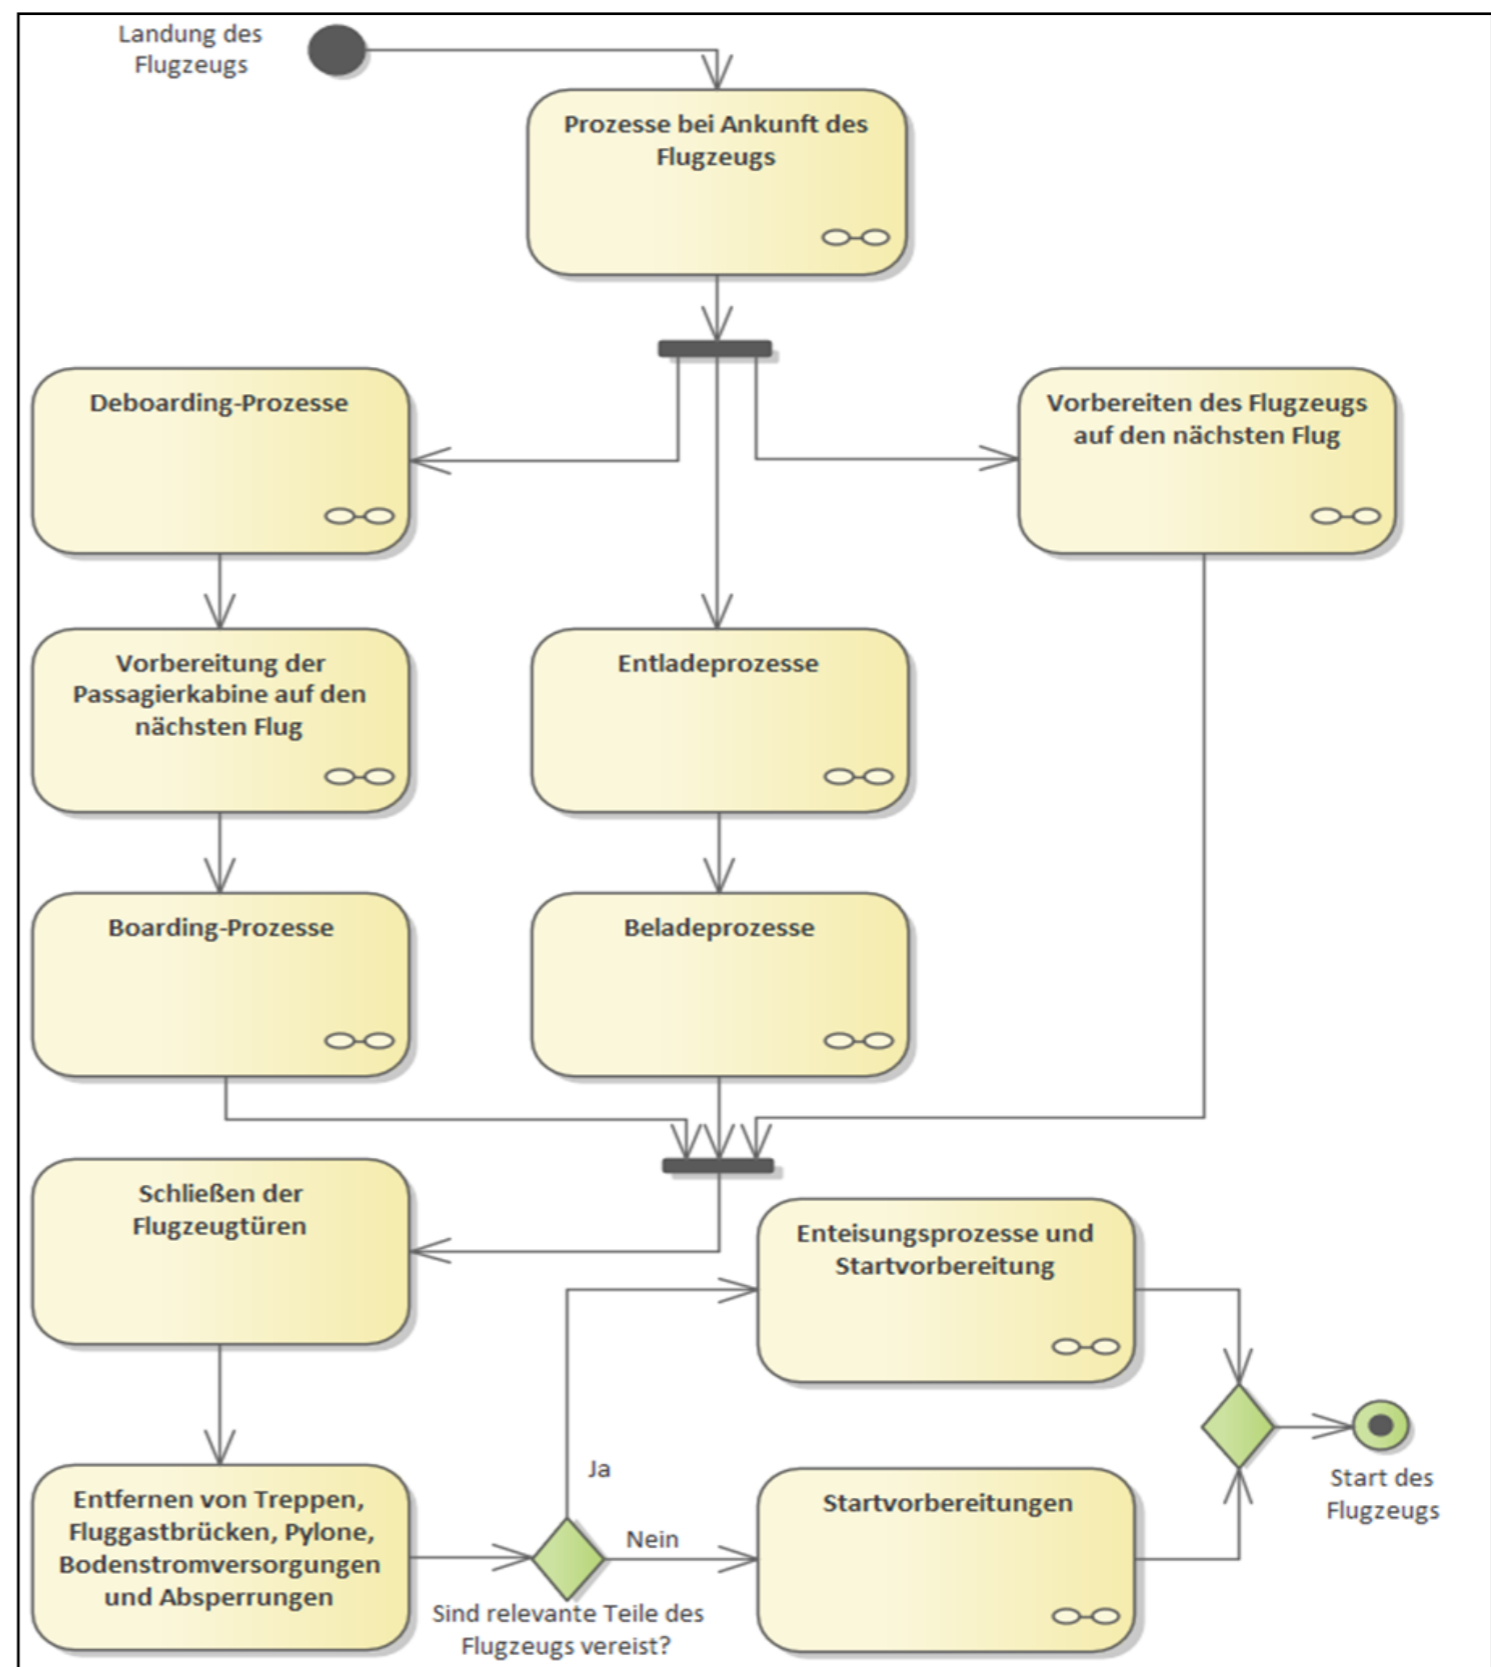 Landung des
Flugzeugs
Prozesse bei Ankunft des
Flugzeugs
Deboarding-Prozesse
Vorbereiten des Flugzeugs
auf den nächsten Flug
Vorbereitung der
Passagierkabine auf den
nächsten Flug
Entladeprozesse
Boarding-Prozesse
Beladeprozesse
Schließen der
Flugzeugtüren
Enteisungsprozesse und
Startvorbereitung
Entfernen von Treppen,
Fluggastbrücken, Pylone,
Bodenstromversorgungen
und Absperrungen
Ja
Nein
Sind relevante Teile des
Flugzeugs vereist?
Startvorbereitungen
Start des
Flugzeugs